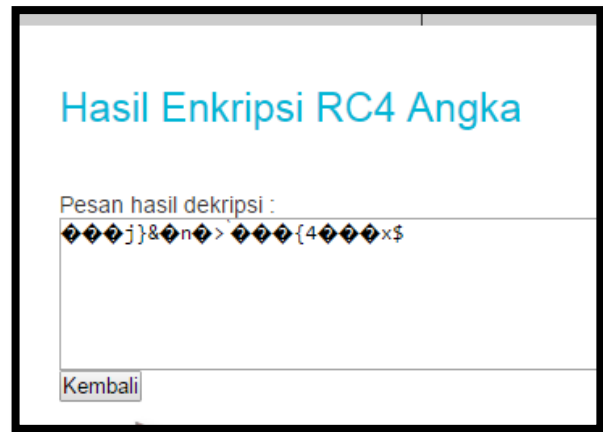 Hasil Enkripsi RC4 Angka
Pesan hasil dekripsi :
���j}&�n�>`���{4���x$
Kembali